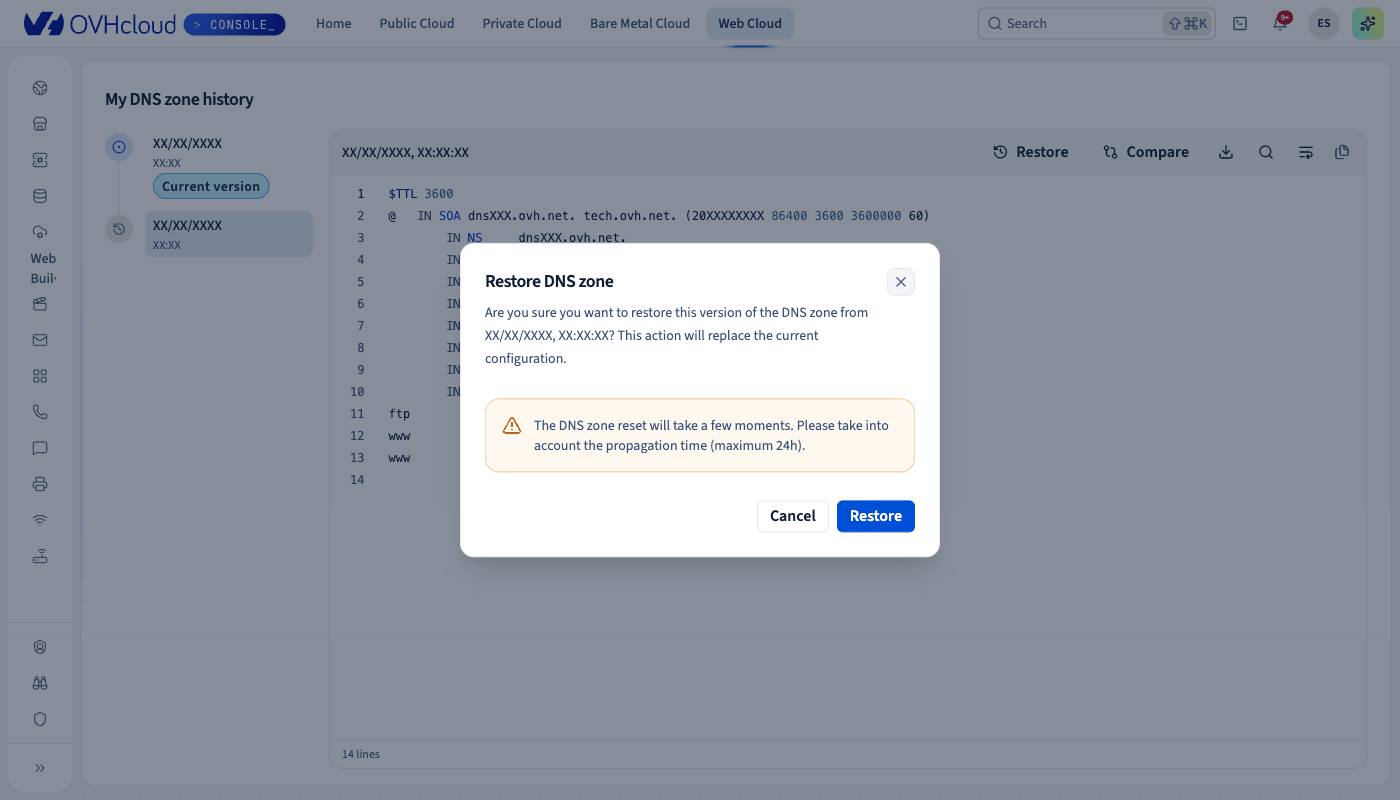 OVHcloud
> CONSOLE_
Home
Public Cloud
Private Cloud
Bare Metal Cloud
Web Cloud
Search
⇧⌘K
9+
ES
Web
Buil
My DNS zone history
XX/XX/XXXX
XX:XX
Current version
XX/XX/XXXX
XX:XX
XX/XX/XXXX, XX:XX:XX
Restore
Compare
1 $TTL 3600
2 @ IN SOA dnsXXX.ovh.net. tech.ovh.net. (20XXXXXXXX 86400 3600 3600000 60)
3 IN NS dnsXXX.ovh.net.
4 IN
5 IN
6 IN
7 IN
8 IN
9 IN
10 IN
11 ftp
12 www
13 www
14
14 lines
Restore DNS zone
Are you sure you want to restore this version of the DNS zone from
XX/XX/XXXX, XX:XX:XX? This action will replace the current
configuration.
The DNS zone reset will take a few moments. Please take into
account the propagation time (maximum 24h).
Cancel
Restore